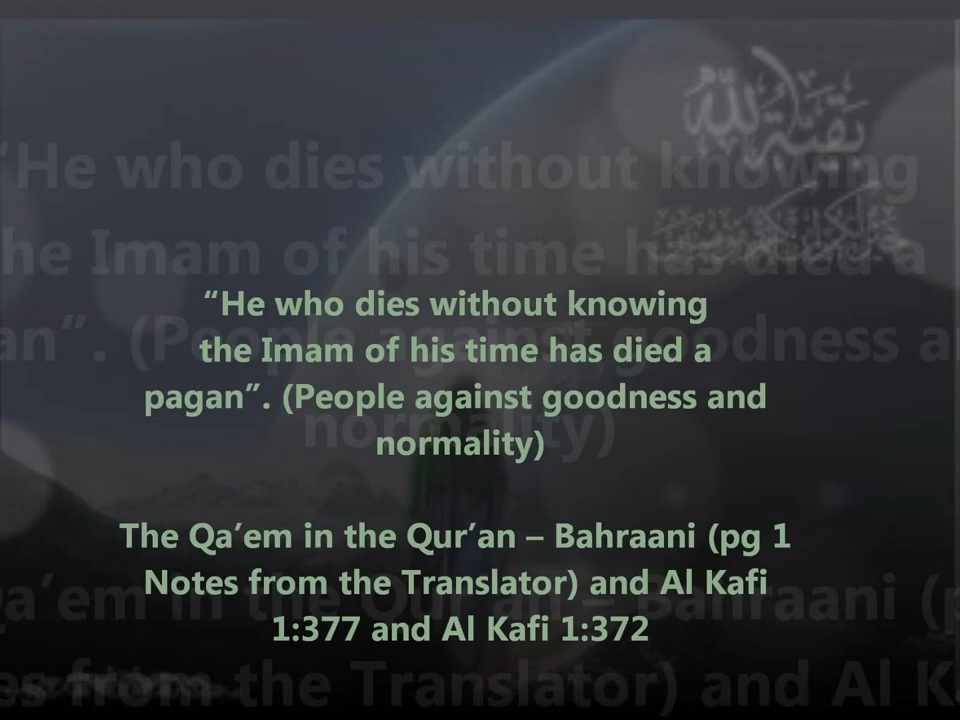 “He who dies without knowing
the Imam of his time has died a
pagan”. (People against goodness and
normality)
The Qa’em in the Qur’an – Bahraani (pg 1
Notes from the Translator) and Al Kafi
1:377 and Al Kafi 1:372
بقية الله